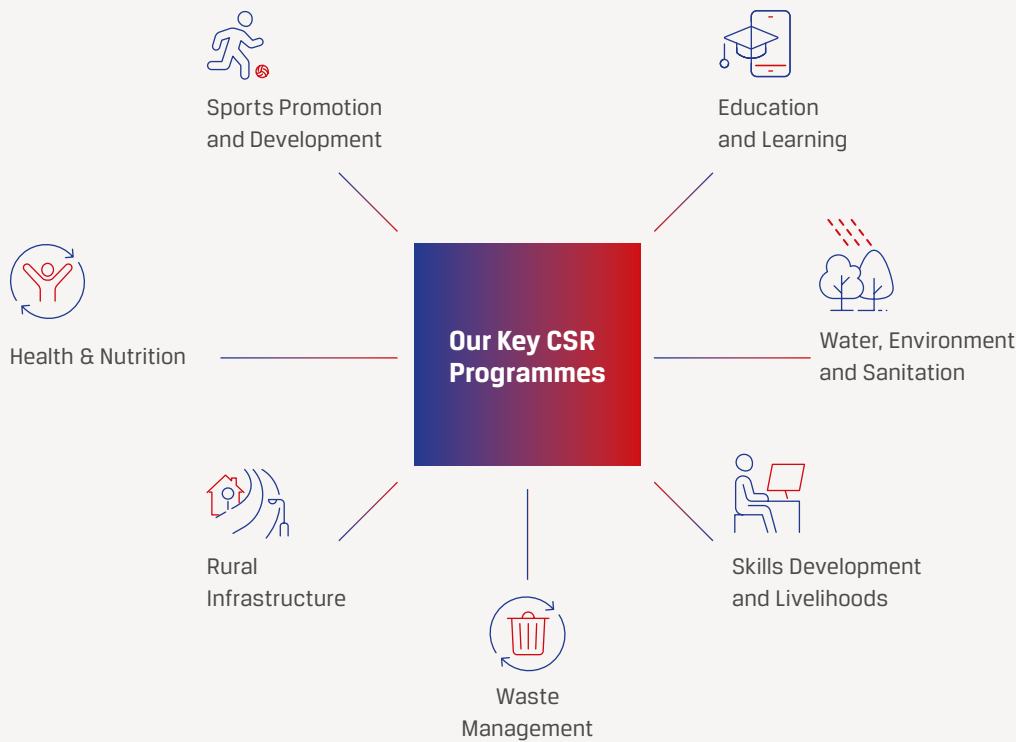 Sports Promotion
and Development
Education
and Learning
Health & Nutrition
Our Key CSR
Programmes
Water, Environment
and Sanitation
Rural
Infrastructure
Skills Development
and Livelihoods
Waste
Management